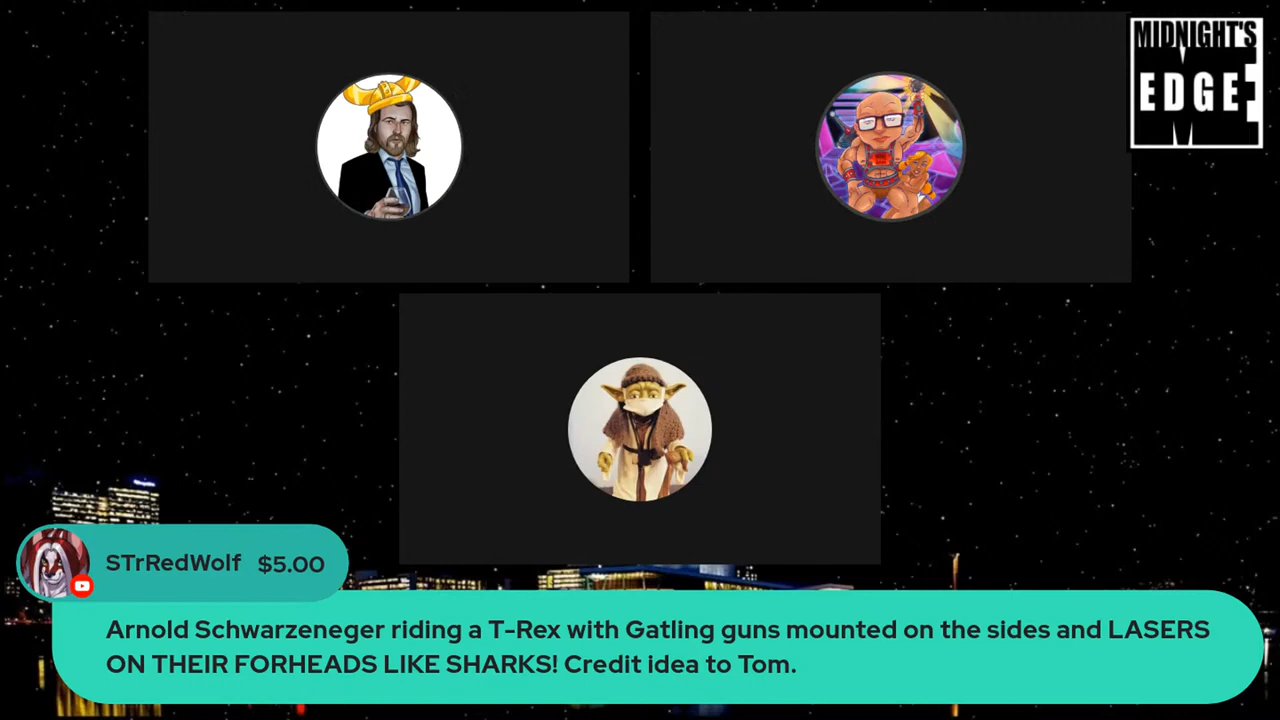 MIDNIGHT'S
EDGE
STrRedWolf $5.00
Arnold Schwarzeneger riding a T-Rex with Gatling guns mounted on the sides and LASERS
ON THEIR FORHEADS LIKE SHARKS! Credit idea to Tom.